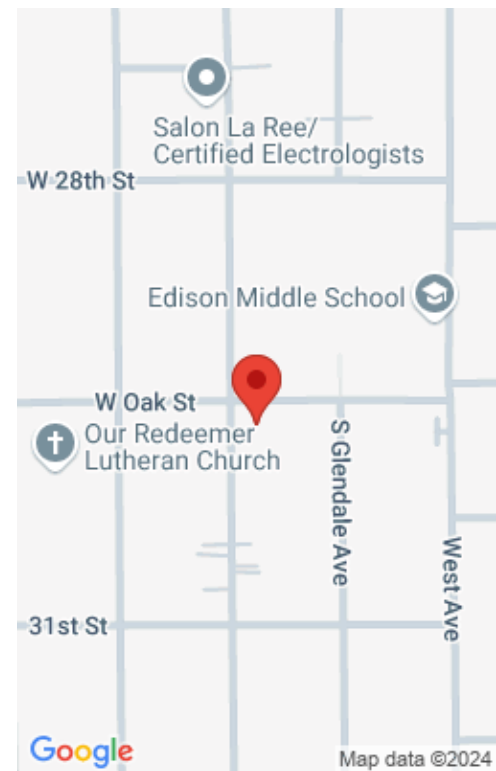 Salon La Ree/
Certified Electrologists
W 28th St
Edison Middle School
W Oak St
Our Redeemer
Lutheran Church
S Glendale Ave
West Ave
31st St
Google
Map data ©2024